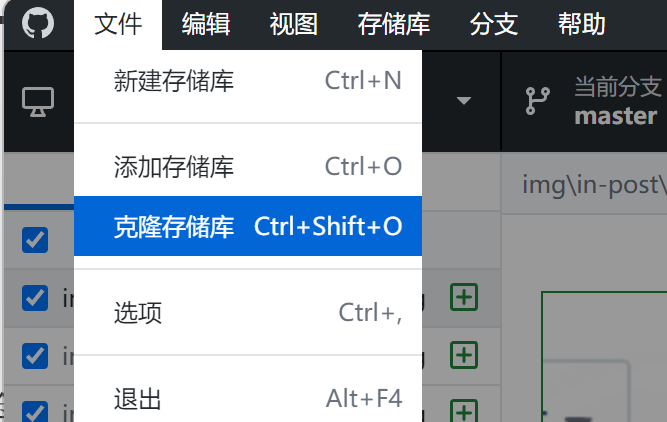 文件 编辑 视图 存储库 分支 帮助
新建存储库 Ctrl+N
当前分支
master
添加存储库 Ctrl+O
img\in-post\
克隆存储库 Ctrl+Shift+O
选项 Ctrl+,
退出 Alt+F4